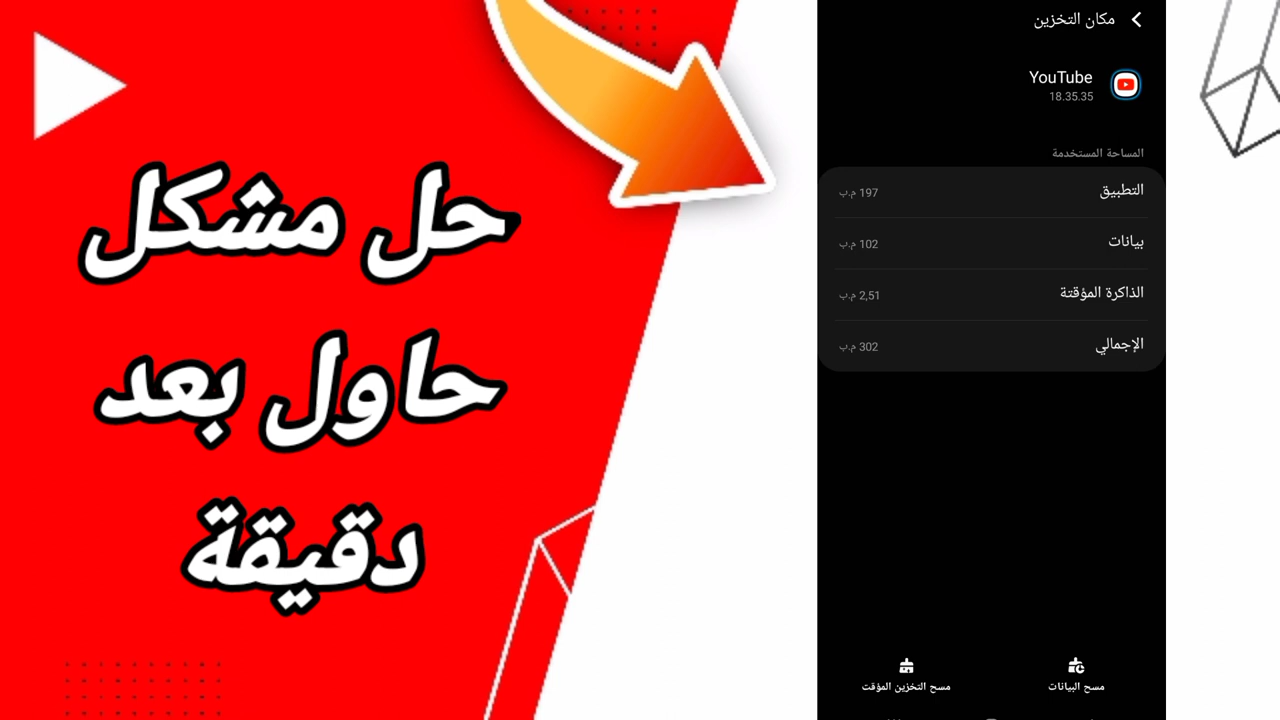 حل مشكل
حاول بعد
دقيقة
مكان التخزين
YouTube
18.35.35
المساحة المستخدمة
التطبيق 197 م.ب
بيانات 102 م.ب
الذاكرة المؤقتة 2,51 م.ب
الإجمالي 302 م.ب
مسح البيانات مسح التخزين المؤقت